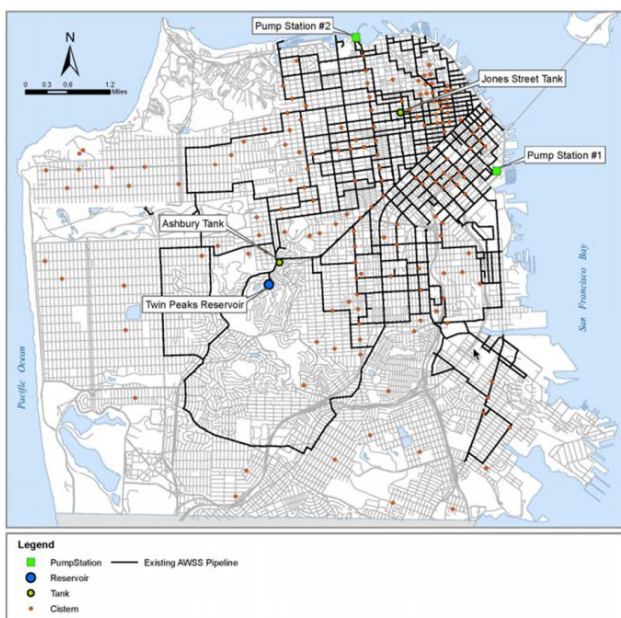 Pump Station #2
N
Jones Street Tank
0 0.3 0.6 1.2
Miles
Pump Station #1
Ashbury Tank
Twin Peaks Reservoir
San Francisco Bay
Pacific Ocean
Legend
PumpStation
Existing AWSS Pipeline
Reservoir
Tank
Cistern